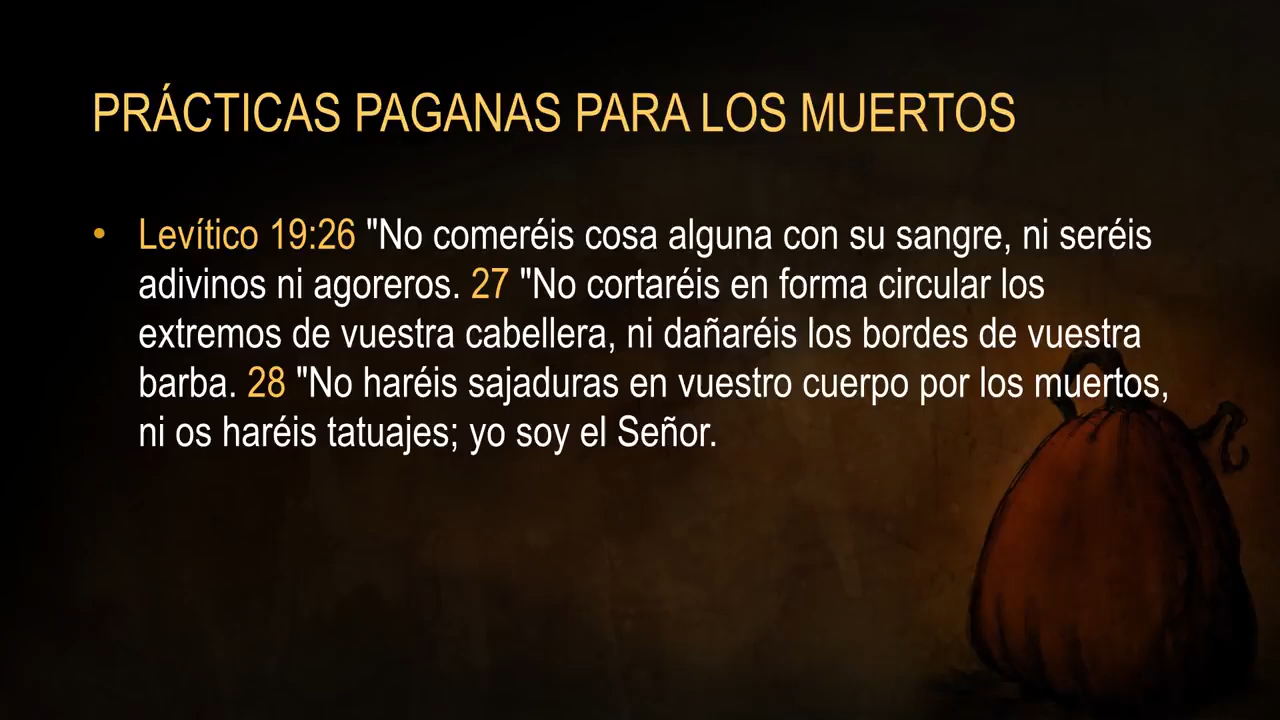 PRÁCTICAS PAGANAS PARA LOS MUERTOS
• Levítico 19:26 "No comeréis cosa alguna con su sangre, ni seréis
adivinos ni agoreros. 27 "No cortaréis en forma circular los
extremos de vuestra cabellera, ni dañaréis los bordes de vuestra
barba. 28 "No haréis sajaduras en vuestro cuerpo por los muertos,
ni os haréis tatuajes; yo soy el Señor.